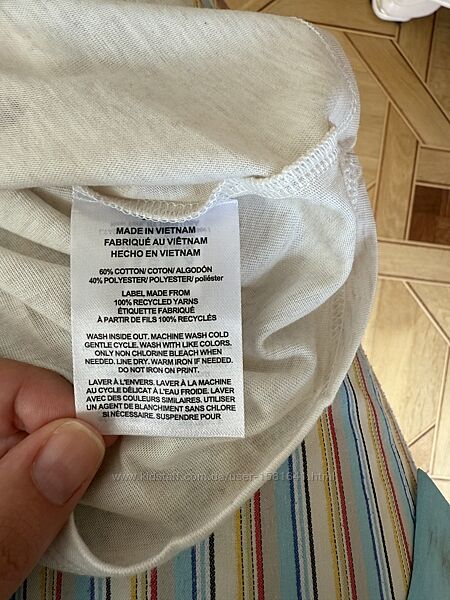 MADE IN VIETNAM
FABRIQUÉ AU VIÊTNAM
HECHO EN VIETNAM
60% COTTON/ COTON/ ALGODÓN
40% POLYESTER/ POLYESTER/ poliéster
LABEL MADE FROM
100% RECYCLED YARNS
ÉTIQUETTE FABRIQUÉ
À PARTIR DE FILS 100% RECYCLÉS
WASH INSIDE OUT. MACHINE WASH COLD
GENTLE CYCLE. WASH WITH LIKE COLORS.
ONLY NON CHLORINE BLEACH WHEN
NEEDED. LINE DRY. WARM IRON IF NEEDED.
DO NOT IRON ON PRINT.
LAVER À L'ENVERS. LAVER À LA MACHINE
AU CYCLE DÉLICAT À L'EAU FROIDE. LAVER
AVEC DES COULEURS SIMILAIRES. UTILISER
UN AGENT DE BLANCHIMENT SANS CHLORE
SI NÉCESSAIRE. SUSPENDRE POUR